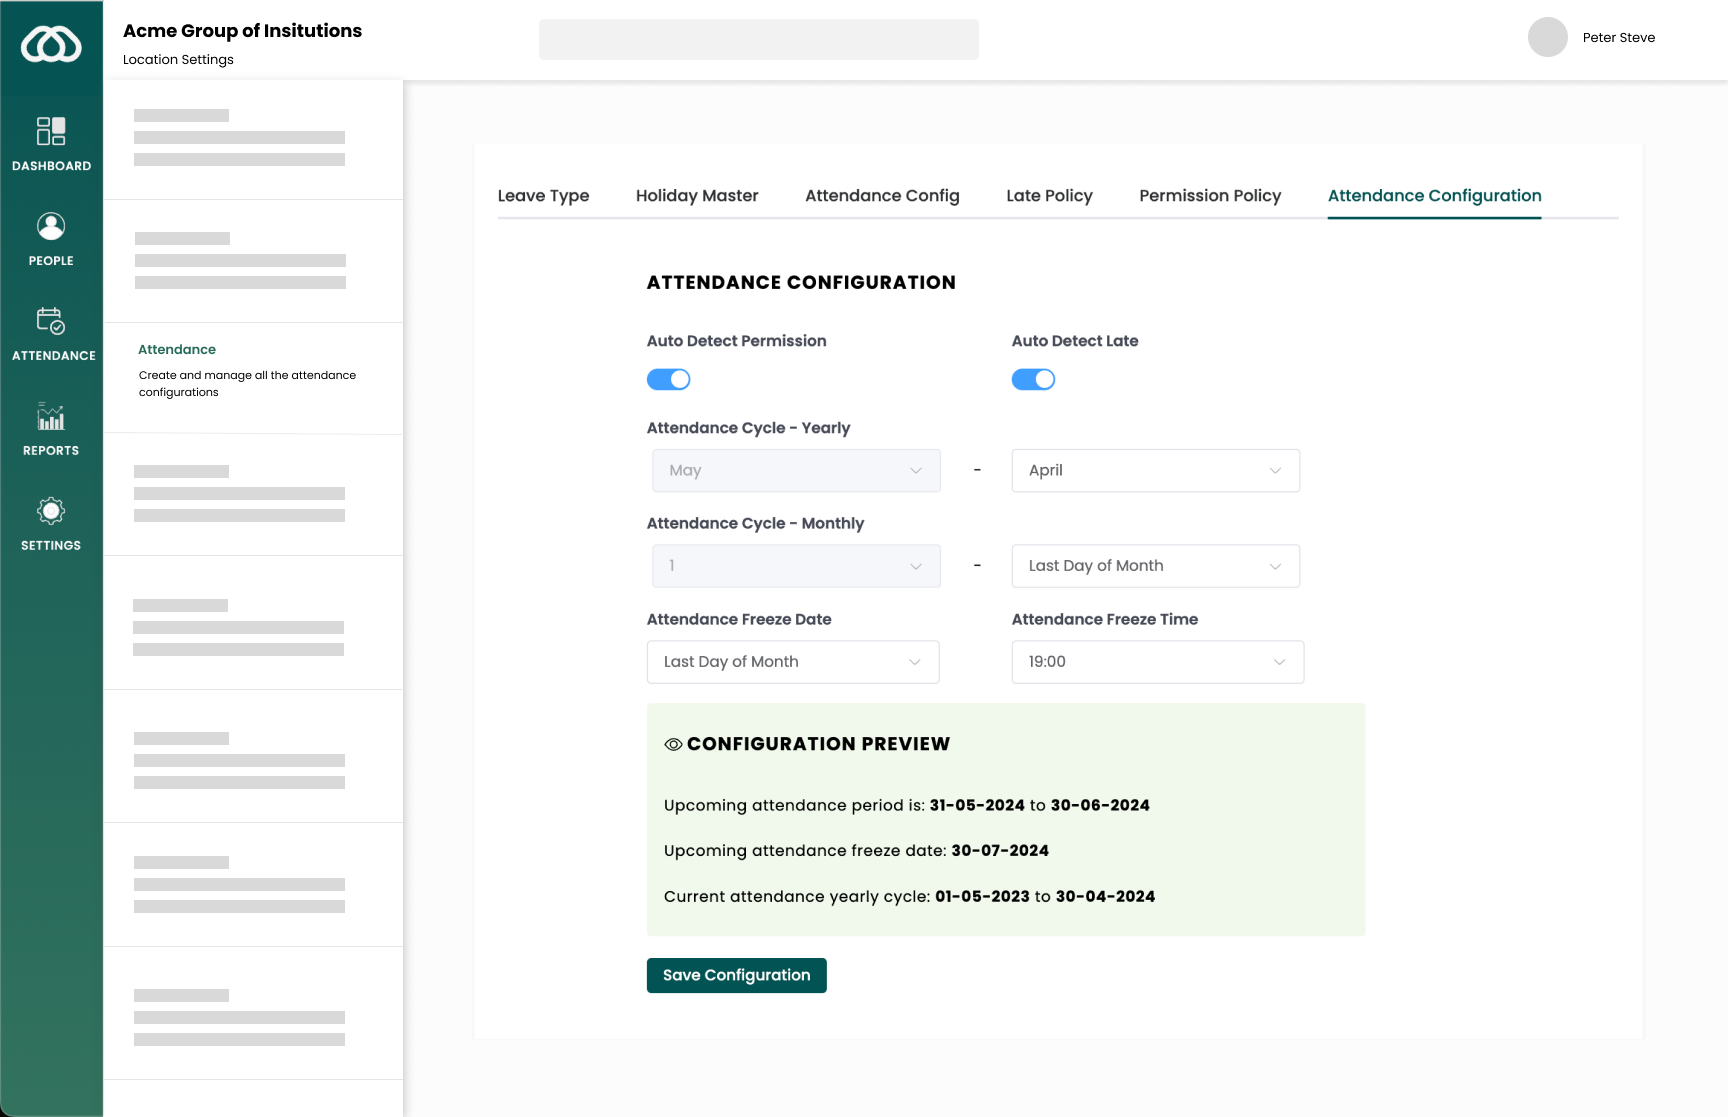 Acme Group of Insitutions
Location Settings
Peter Steve
DASHBOARD
PEOPLE
ATTENDANCE
REPORTS
SETTINGS
Attendance
Create and manage all the attendance
configurations
Leave Type Holiday Master Attendance Config Late Policy Permission Policy Attendance Configuration
ATTENDANCE CONFIGURATION
Auto Detect Permission Auto Detect Late
Attendance Cycle - Yearly
May - April
Attendance Cycle - Monthly
1 - Last Day of Month
Attendance Freeze Date Attendance Freeze Time
Last Day of Month 19:00
CONFIGURATION PREVIEW
Upcoming attendance period is: 31-05-2024 to 30-06-2024
Upcoming attendance freeze date: 30-07-2024
Current attendance yearly cycle: 01-05-2023 to 30-04-2024
Save Configuration